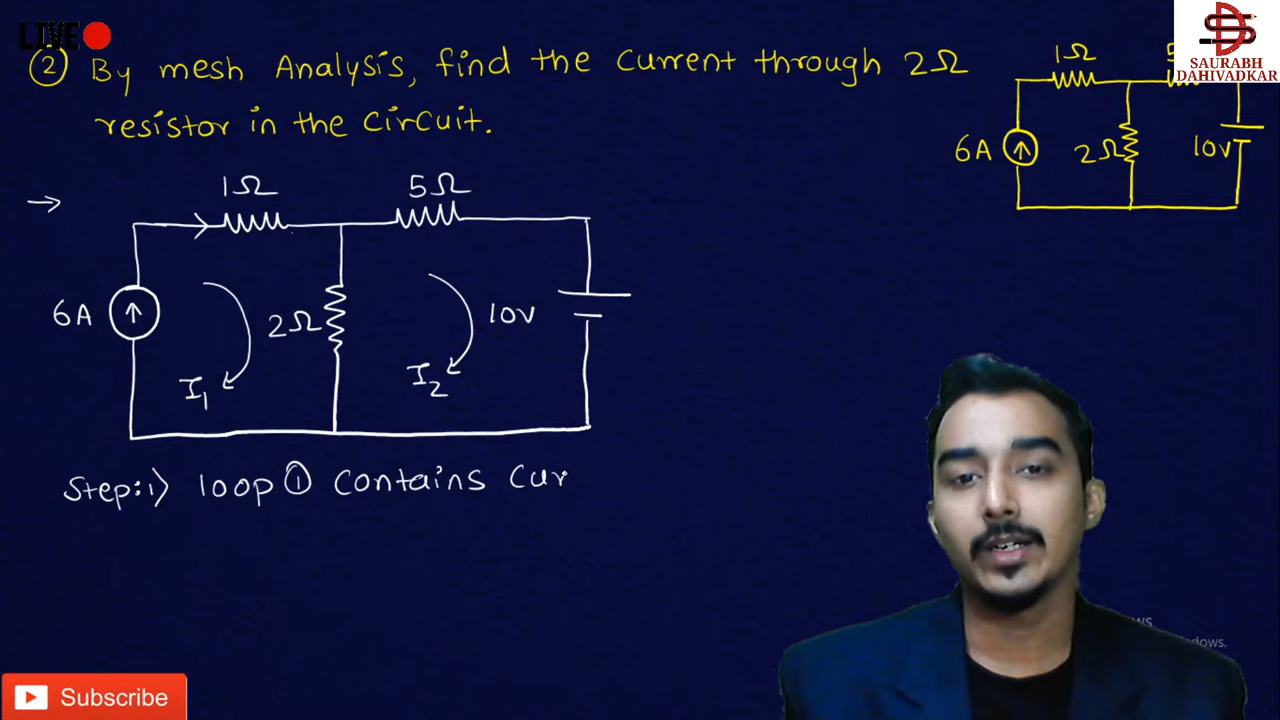 LIVE
② By mesh Analysis, find the current through 2Ω
resistor in the circuit.
1Ω
6A
2Ω
10V
SAURABH
DAHIVADKAR
→
1Ω
5Ω
6A
2Ω
10V
I₁
I₂
Step:1) loop ① contains cur
Subscribe